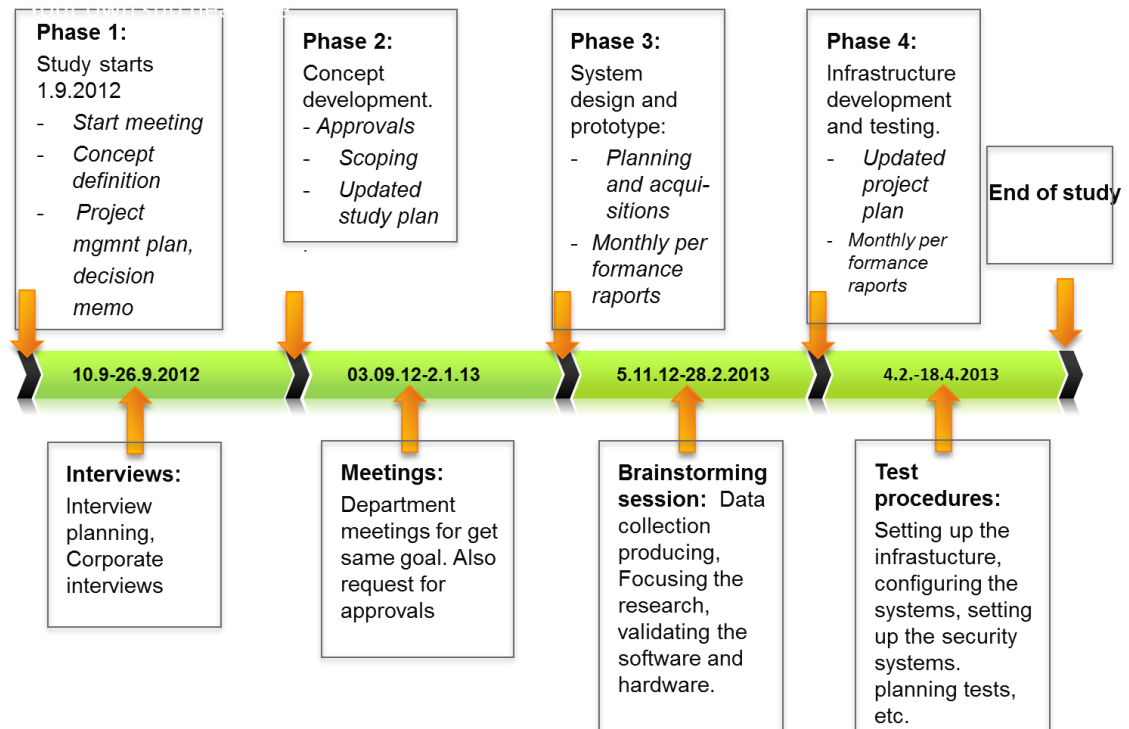 Phase 1:
Study starts
1.9.2012
- Start meeting
- Concept
definition
- Project
mgmnt plan,
decision
memo
Phase 2:
Concept
development.
- Approvals
- Scoping
- Updated
study plan
.
Phase 3:
System
design and
prototype:
- Planning
and acqui-
sitions
- Monthly per
formance
raports
Phase 4:
Infrastructure
development
and testing.
- Updated
project
plan
- Monthly per
formance
raports
End of study
10.9-26.9.2012
03.09.12-2.1.13
5.11.12-28.2.2013
4.2.-18.4.2013
Interviews:
Interview
planning,
Corporate
interviews
Meetings:
Department
meetings for get
same goal. Also
request for
approvals
Brainstorming
session: Data
collection
producing,
Focusing the
research,
validating the
software and
hardware.
Test
procedures:
Setting up the
infrastucture,
configuring the
systems, setting
up the security
systems.
planning tests,
etc.